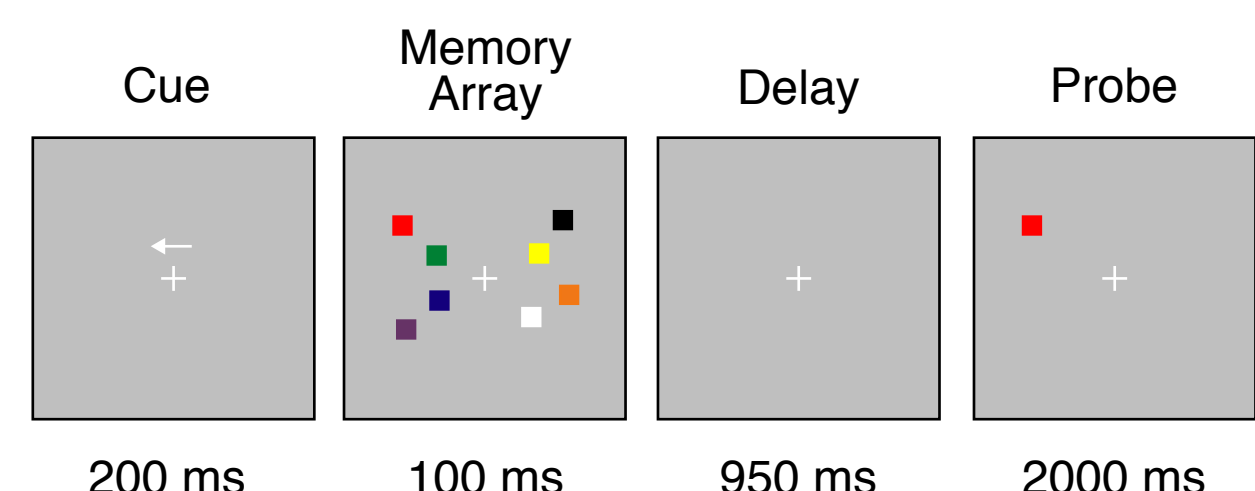 Cue
Memory
Array
Delay
Probe
200 ms
100 ms
950 ms
2000 ms